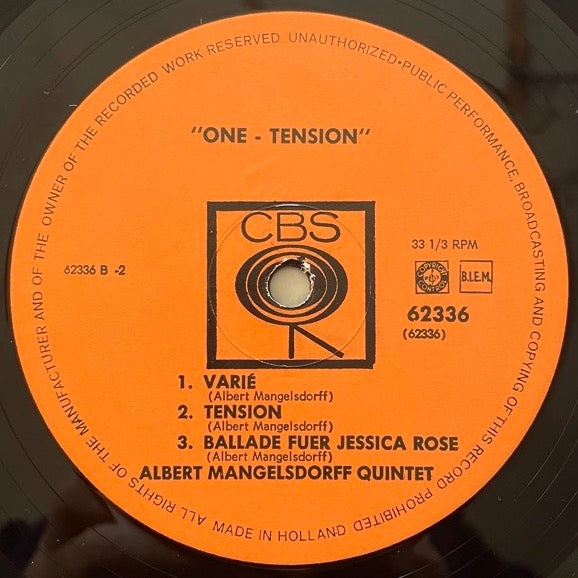 ALL RIGHTS OF THE MANUFACTURER AND OF THE OWNER OF THE RECORDED WORK RESERVED UNAUTHORIZED•PUBLIC PERFORMANCE, BROADCASTING AND COPYING OF THIS RECORD PROHIBITED
"ONE - TENSION"
CBS
33 1/3 RPM
62336 B -2
COPYRIGHT CONTROL
B.I.E.M.
62336
(62336)
1. VARIÉ
(Albert Mangelsdorff)
2. TENSION
(Albert Mangelsdorff)
3. BALLADE FUER JESSICA ROSE
(Albert Mangelsdorff)
ALBERT MANGELSDORFF QUINTET
MADE IN HOLLAND